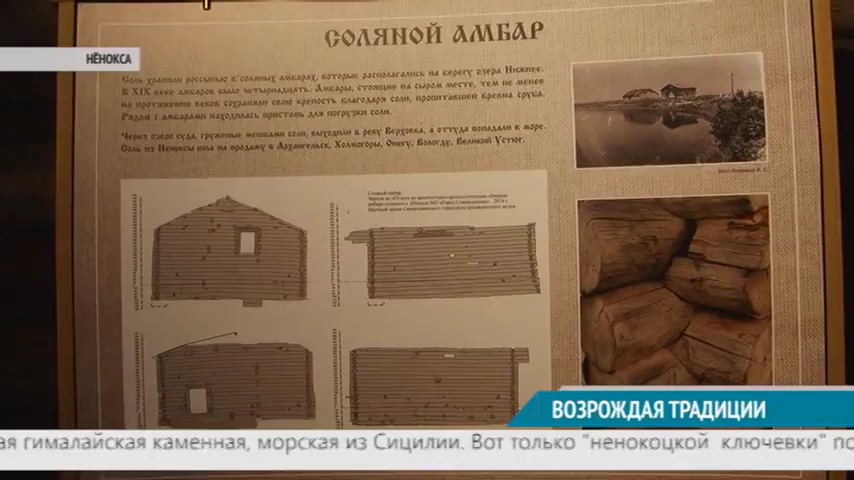 НЁНОКСА
СОЛЯНОЙ АМБАР
Соль хранили россыпью в соляных амбарах, которые располагались на берегу озера Нижнее.
В XIX веке амбаров было четырнадцать. Амбары, стоящие на сыром месте, тем не менее
на протяжении веков сохраняли свою крепость благодаря соли, пропитавшей бревна сруба.
Рядом с амбарами находилась пристань для погрузки соли.
Через озеро суда, груженые мешками соли, выходили в реку Верховка, а оттуда попадали в море.
Соль из Неноксы шла на продажу в Архангельск, Холмогоры, Онегу, Вологду, Великий Устюг.
Соляной амбар.
ВОЗРОЖДАЯ ТРАДИЦИИ
ая гималайская каменная, морская из Сицилии. Вот только "ненокоцкой ключевки" по